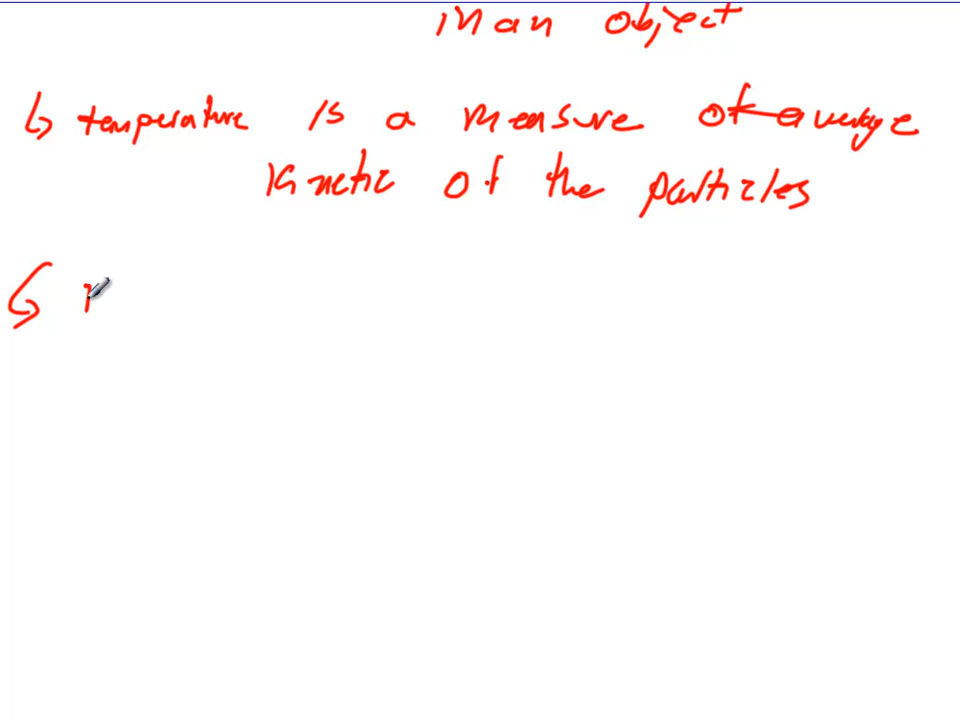 in an object
↳ temperature is a measure of average
kinetic of the particles
↳